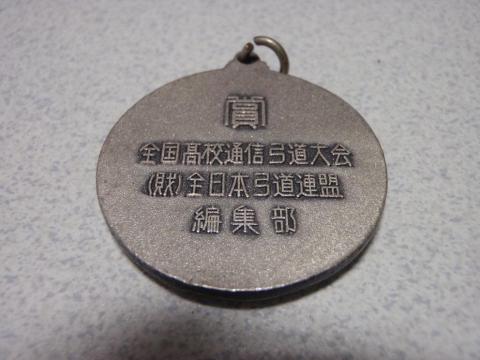 賞
全国高校通信弓道大会
(財)全日本弓道連盟
編集部